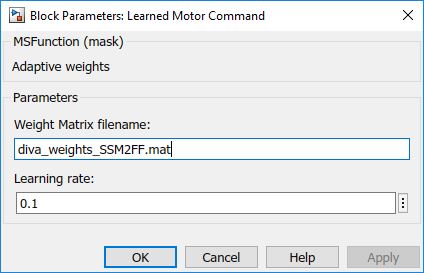 Block Parameters: Learned Motor Command
MSFunction (mask)
Adaptive weights
Parameters
Weight Matrix filename:
diva_weights_SSM2FF.mat
Learning rate:
0.1
OK Cancel Help Apply